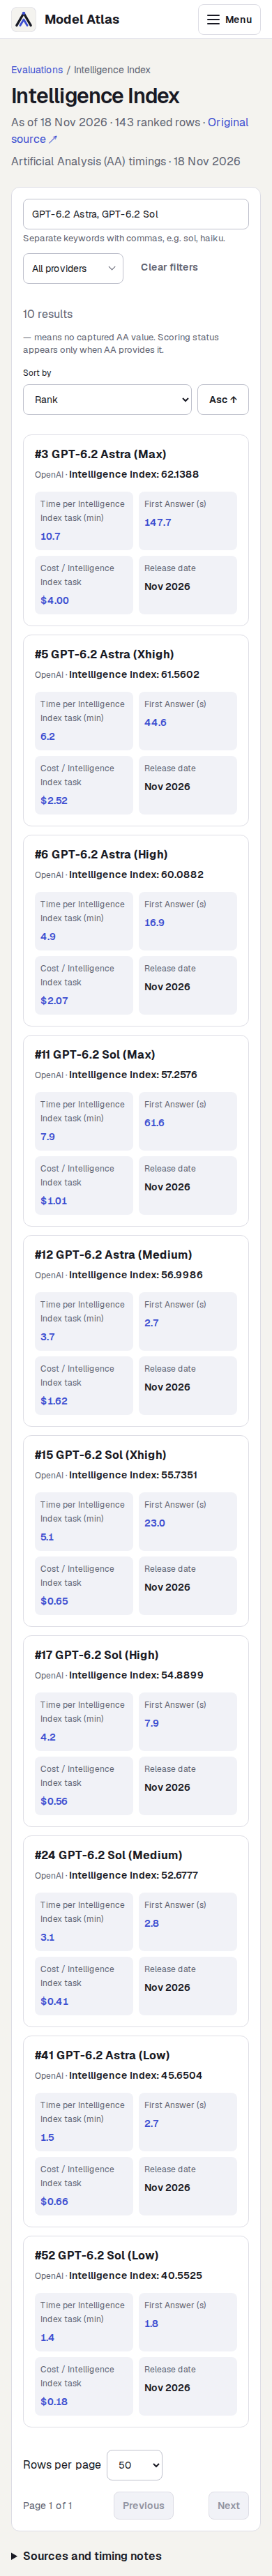 Model Atlas
Menu
Evaluations / Intelligence Index
Intelligence Index
As of 18 Nov 2026 · 143 ranked rows · Original
source ↗
Artificial Analysis (AA) timings · 18 Nov 2026
GPT-6.2 Astra, GPT-6.2 Sol
Separate keywords with commas, e.g. sol, haiku.
All providers
Clear filters
10 results
— means no captured AA value. Scoring status
appears only when AA provides it.
Sort by
Rank
Asc ↑
#3 GPT-6.2 Astra (Max)
OpenAI · Intelligence Index: 62.1388
Time per Intelligence
Index task (min)
10.7
First Answer (s)
147.7
Cost / Intelligence
Index task
$4.00
Release date
Nov 2026
#5 GPT-6.2 Astra (Xhigh)
OpenAI · Intelligence Index: 61.5602
Time per Intelligence
Index task (min)
6.2
First Answer (s)
44.6
Cost / Intelligence
Index task
$2.52
Release date
Nov 2026
#6 GPT-6.2 Astra (High)
OpenAI · Intelligence Index: 60.0882
Time per Intelligence
Index task (min)
4.9
First Answer (s)
16.9
Cost / Intelligence
Index task
$2.07
Release date
Nov 2026
#11 GPT-6.2 Sol (Max)
OpenAI · Intelligence Index: 57.2576
Time per Intelligence
Index task (min)
7.9
First Answer (s)
61.6
Cost / Intelligence
Index task
$1.01
Release date
Nov 2026
#12 GPT-6.2 Astra (Medium)
OpenAI · Intelligence Index: 56.9986
Time per Intelligence
Index task (min)
3.7
First Answer (s)
2.7
Cost / Intelligence
Index task
$1.62
Release date
Nov 2026
#15 GPT-6.2 Sol (Xhigh)
OpenAI · Intelligence Index: 55.7351
Time per Intelligence
Index task (min)
5.1
First Answer (s)
23.0
Cost / Intelligence
Index task
$0.65
Release date
Nov 2026
#17 GPT-6.2 Sol (High)
OpenAI · Intelligence Index: 54.8899
Time per Intelligence
Index task (min)
4.2
First Answer (s)
7.9
Cost / Intelligence
Index task
$0.56
Release date
Nov 2026
#24 GPT-6.2 Sol (Medium)
OpenAI · Intelligence Index: 52.6777
Time per Intelligence
Index task (min)
3.1
First Answer (s)
2.8
Cost / Intelligence
Index task
$0.41
Release date
Nov 2026
#41 GPT-6.2 Astra (Low)
OpenAI · Intelligence Index: 45.6504
Time per Intelligence
Index task (min)
1.5
First Answer (s)
2.7
Cost / Intelligence
Index task
$0.66
Release date
Nov 2026
#52 GPT-6.2 Sol (Low)
OpenAI · Intelligence Index: 40.5525
Time per Intelligence
Index task (min)
1.4
First Answer (s)
1.8
Cost / Intelligence
Index task
$0.18
Release date
Nov 2026
Rows per page 50
Page 1 of 1
Previous
Next
Sources and timing notes